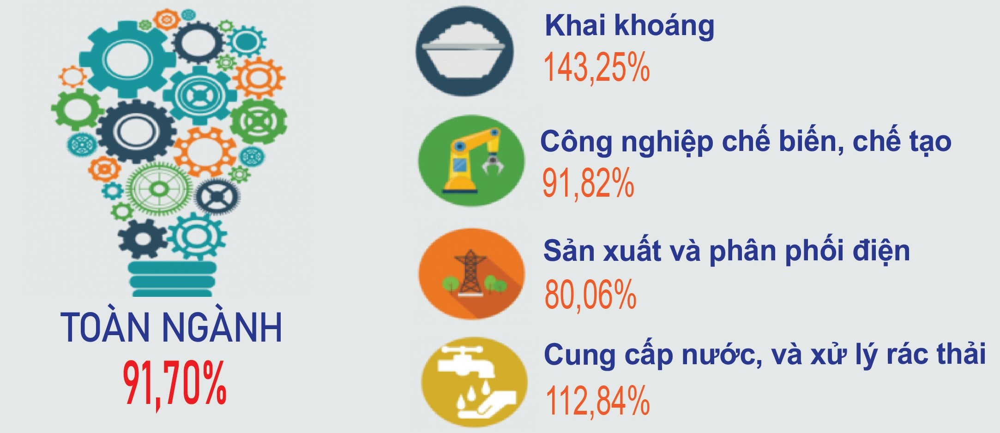 TOÀN NGÀNH
91,70%
Khai khoáng
143,25%
Công nghiệp chế biến, chế tạo
91,82%
Sản xuất và phân phối điện
80,06%
Cung cấp nước, và xử lý rác thải
112,84%